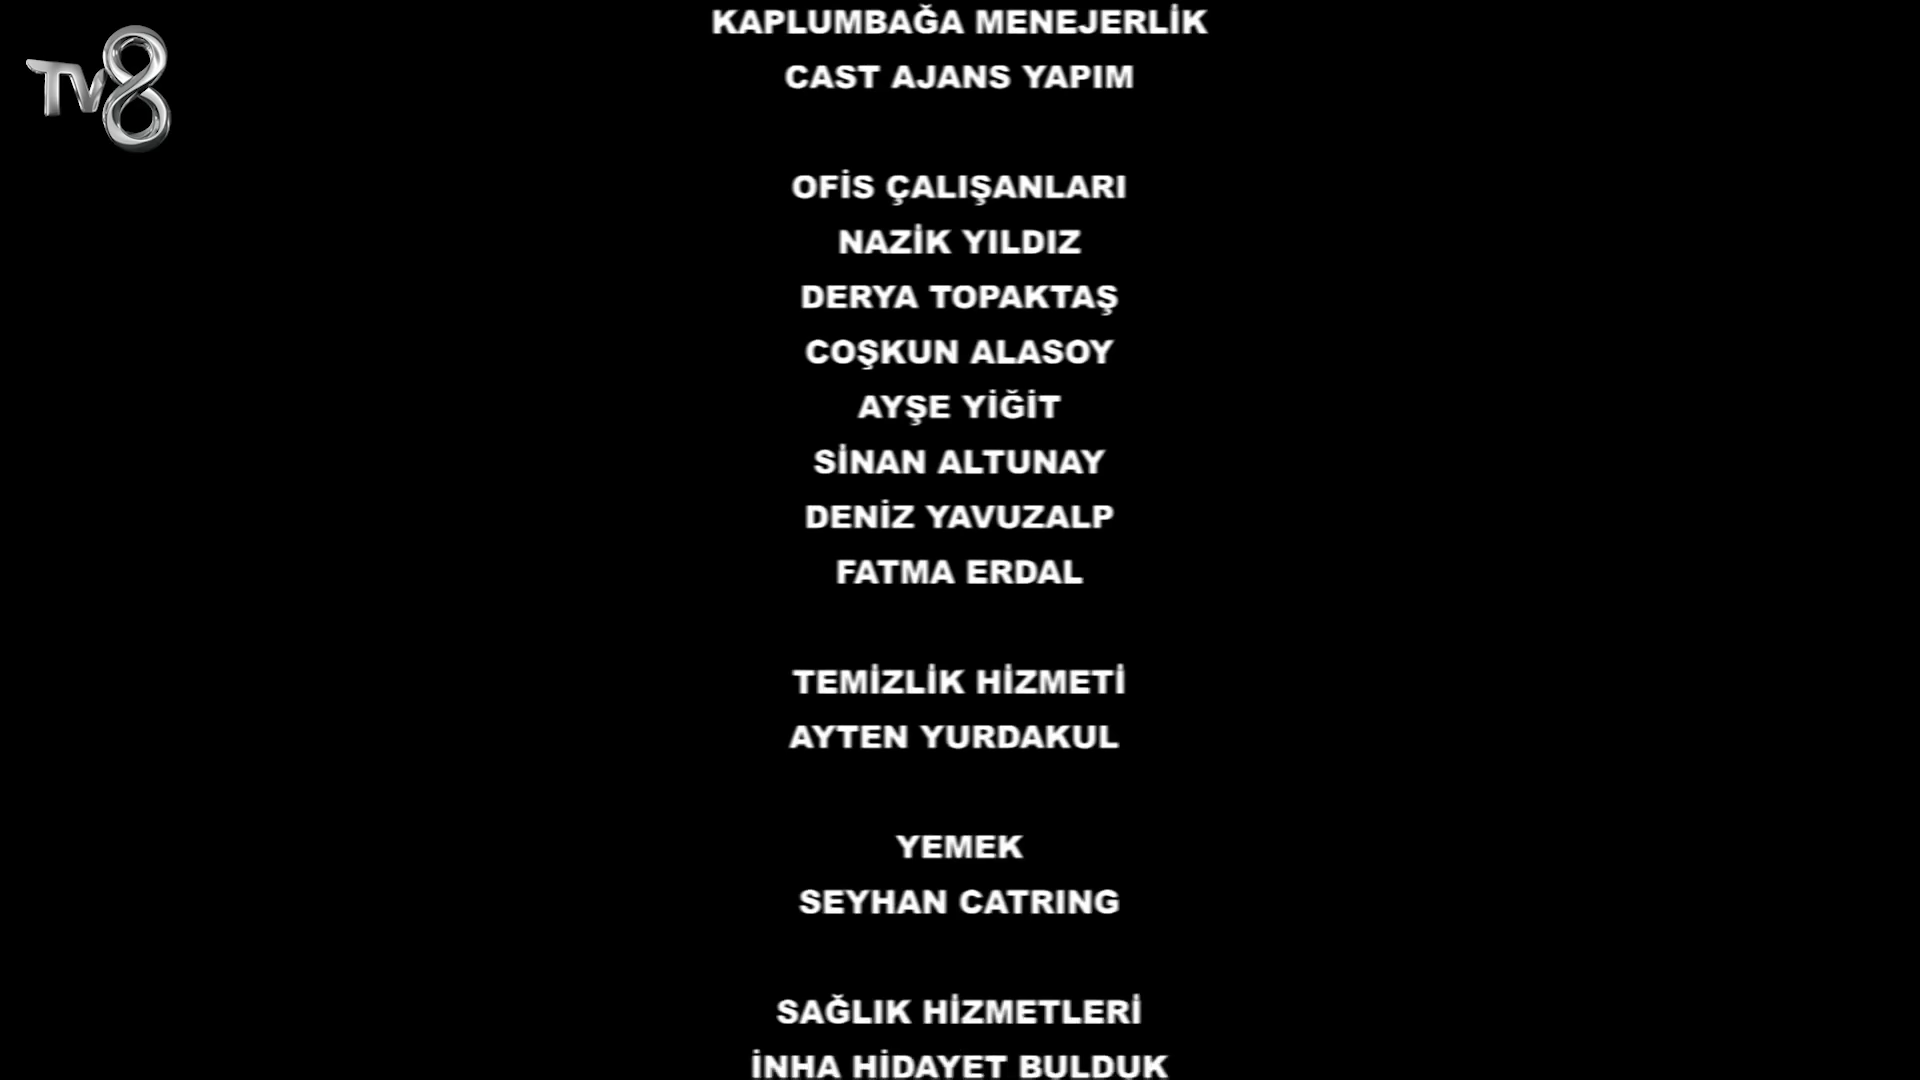 KAPLUMBAĞA MENEJERLİK
TV8
CAST AJANS YAPIM
OFİS ÇALIŞANLARI
NAZİK YILDIZ
DERYA TOPAKTAŞ
COŞKUN ALASOY
AYŞE YİĞİT
SİNAN ALTUNAY
DENİZ YAVUZALP
FATMA ERDAL
TEMİZLİK HİZMETİ
AYTEN YURDAKUL
YEMEK
SEYHAN CATRING
SAĞLIK HİZMETLERİ
İNHA HİDAYET BULDUK